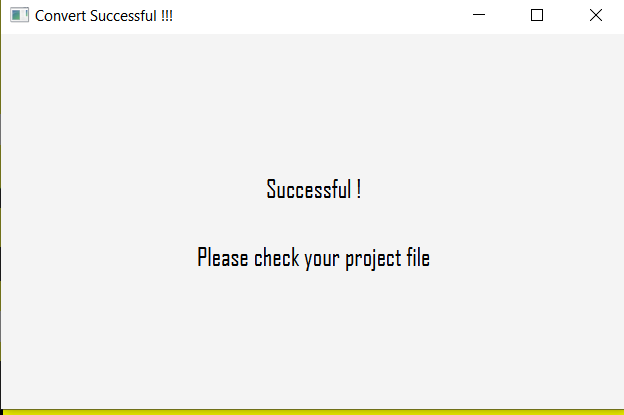 Convert Successful !!!
Successful !
Please check your project file